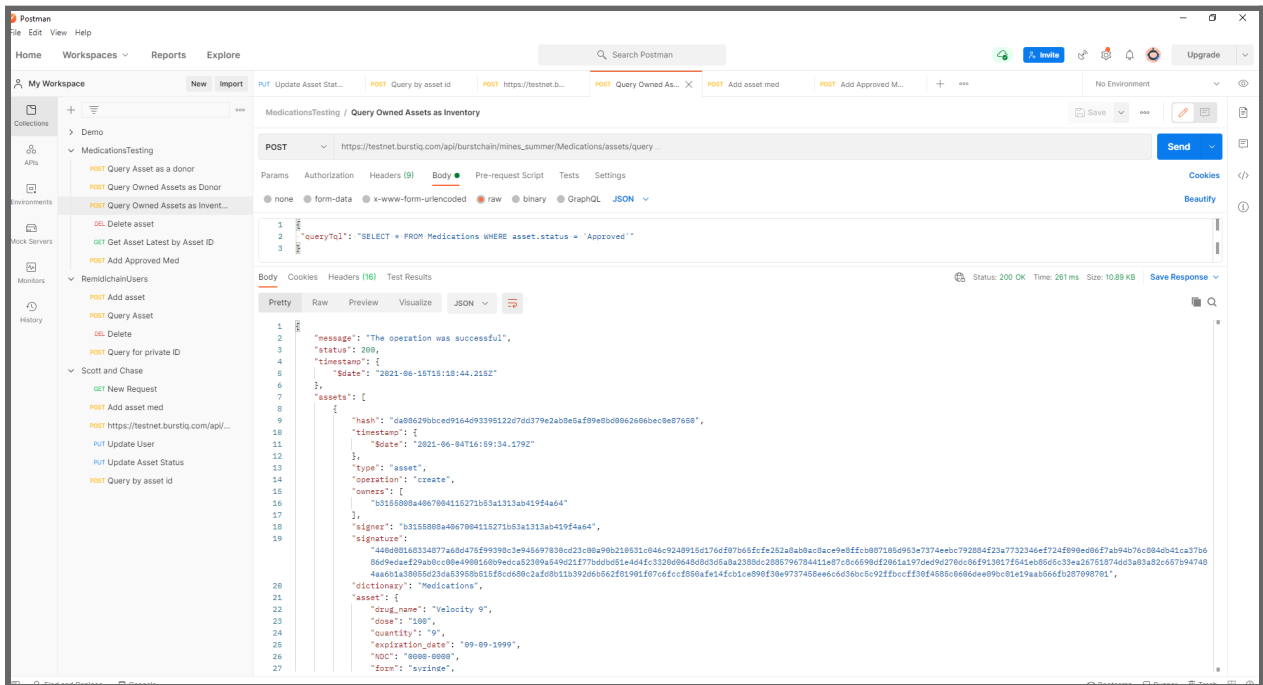 Postman
File Edit View Help
Home Workspaces Reports Explore
Search Postman
Invite
Upgrade
My Workspace
New Import
PUT Update Asset Stat...
POST Query by asset id
POST https://testnet.b...
POST Query Owned As...
POST Add asset med
POST Add Approved M...
No Environment
Collections
APIs
Environments
Mock Servers
Monitors
History
Demo
MedicationsTesting
POST Query Asset as a donor
POST Query Owned Assets as Donor
POST Query Owned Assets as Invent...
DEL Delete asset
GET Get Asset Latest by Asset ID
POST Add Approved Med
RemidichainUsers
POST Add asset
POST Query Asset
DEL Delete
POST Query for private ID
Scott and Chase
GET New Request
POST Add asset med
POST https://testnet.burstiq.com/api/...
PUT Update User
PUT Update Asset Status
POST Query by asset id
MedicationsTesting / Query Owned Assets as Inventory
Save
POST https://testnet.burstiq.com/api/burstchain/mines_summer/Medications/assets/query ...
Send
Params Authorization Headers (9) Body Pre-request Script Tests Settings
Cookies
none form-data x-www-form-urlencoded raw binary GraphQL JSON
Beautify
1 {
2 "queryTql": "SELECT * FROM Medications WHERE asset.status = 'Approved'"
3 }
Body Cookies Headers (16) Test Results
Status: 200 OK Time: 261 ms Size: 10.89 KB Save Response
Pretty Raw Preview Visualize JSON
1 {
2 "message": "The operation was successful",
3 "status": 200,
4 "timestamp": {
5 "$date": "2021-06-15T15:18:44.215Z"
6 },
7 "assets": [
8 {
9 "hash": "da08629bbced9164d93395122d7dd379e2ab8e5af89e8bd0062606bec0e87650",
10 "timestamp": {
11 "$date": "2021-06-04T16:59:34.179Z"
12 },
13 "type": "asset",
14 "operation": "create",
15 "owners": [
16 "b3155808a4067004115271b53a1313ab419f4a64"
17 ],
18 "signer": "b3155808a4067004115271b53a1313ab419f4a64",
19 "signature":
20 "dictionary": "Medications",
21 "asset": {
22 "drug_name": "Velocity 9",
23 "dose": "100",
24 "quantity": "9",
25 "expiration_date": "09-09-1999",
26 "NDC": "0000-0000",
27 "form": "syringe",